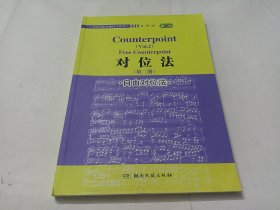 Counterpoint
(Vol.2)
Free Counterpoint
对位法
(第二册)
自由对位法
湖南文艺出版社